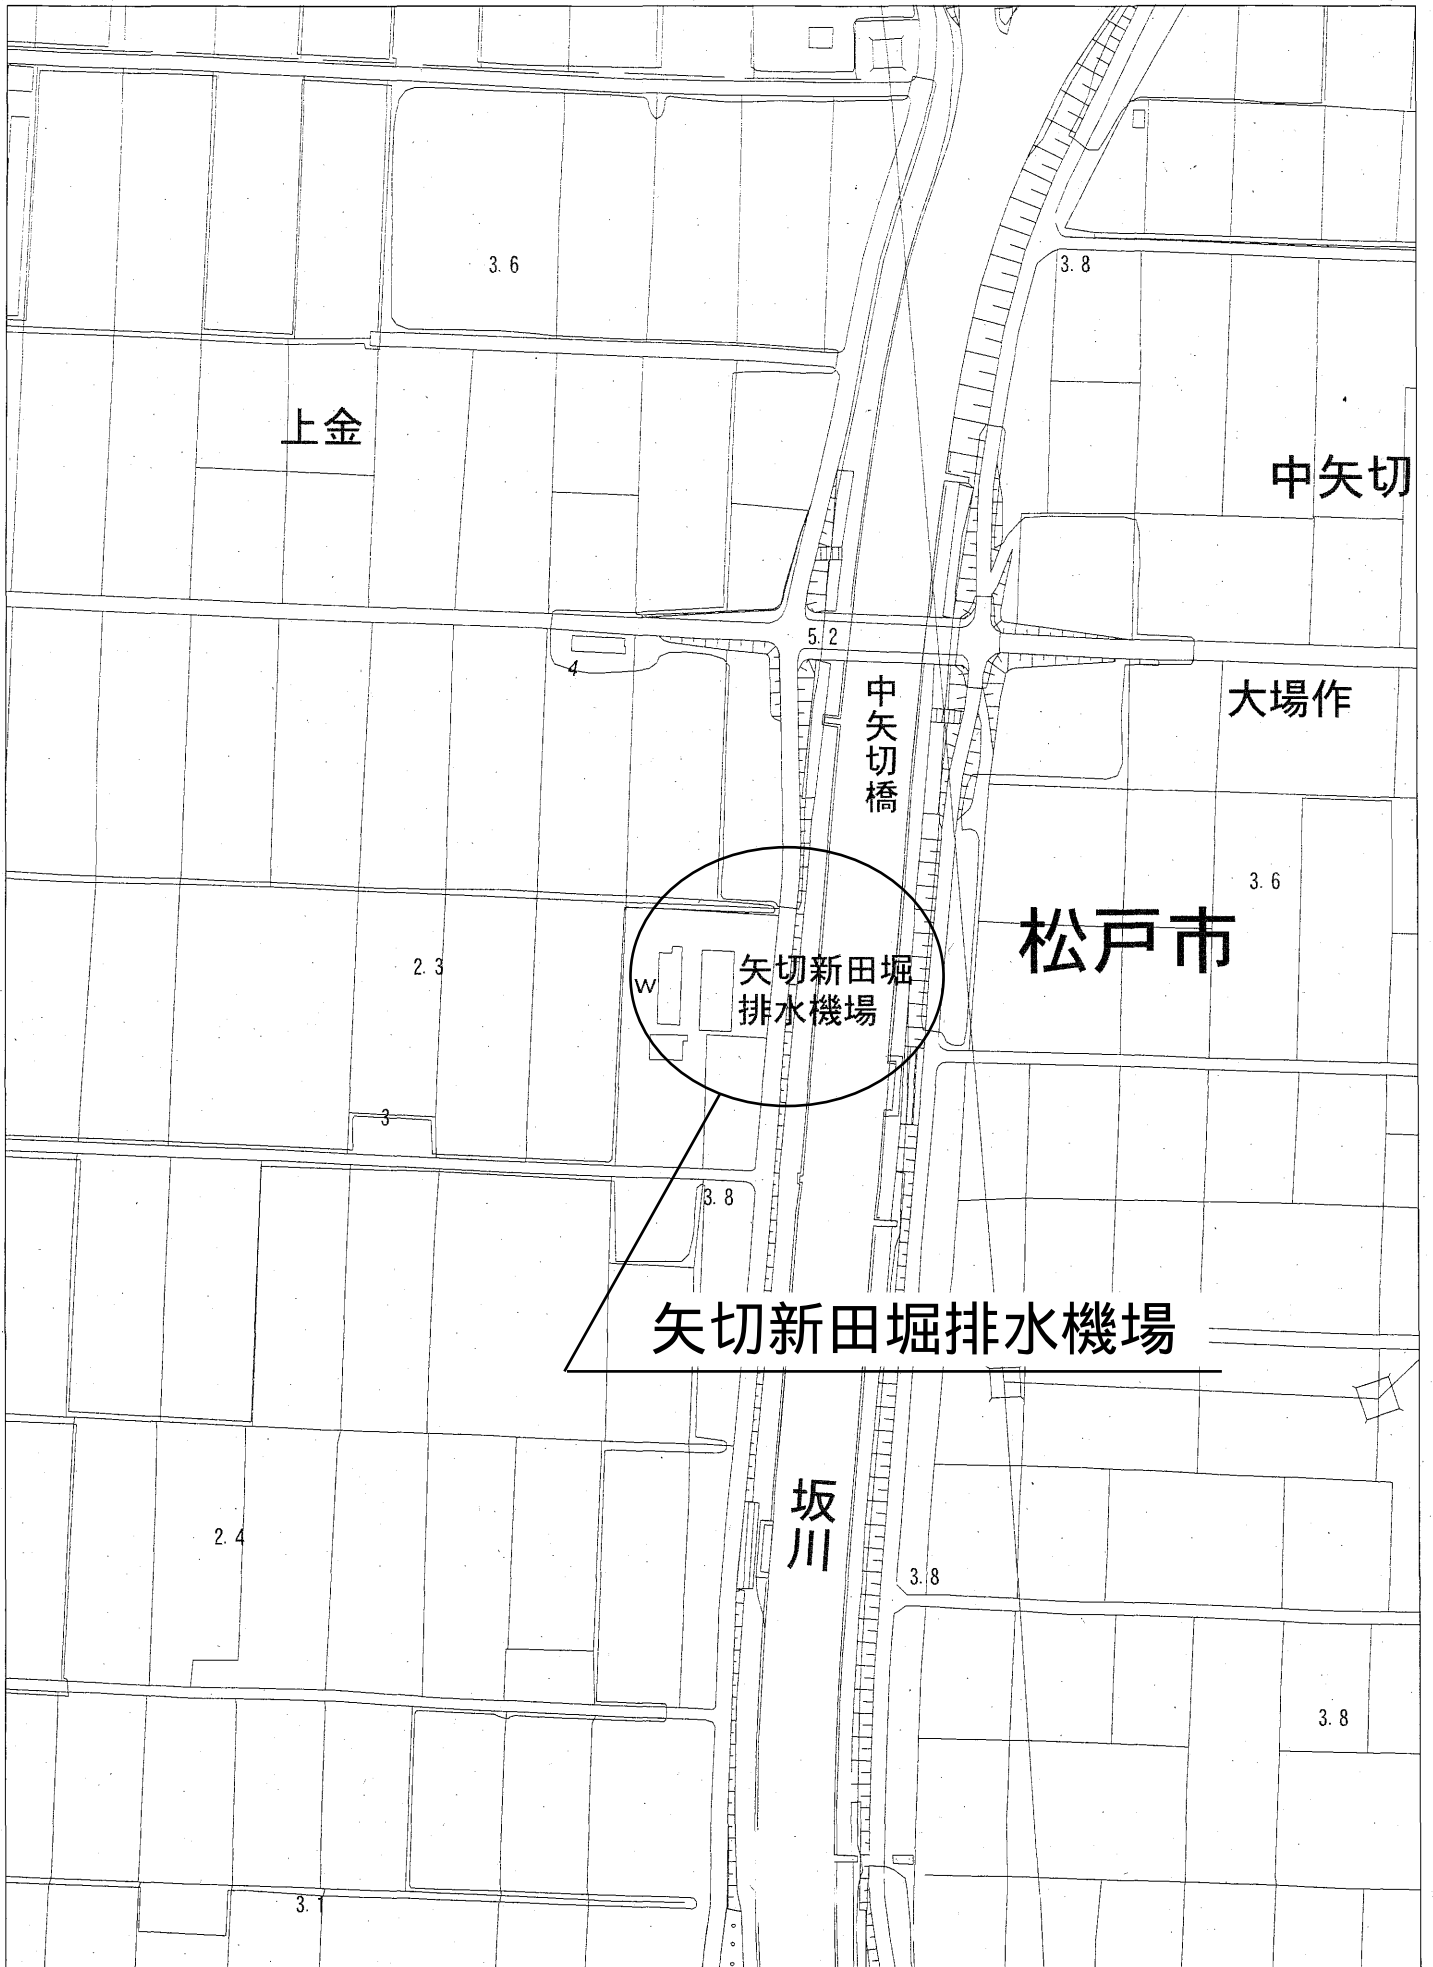 3.6
3.8
上金
中矢切
5.2
4
大場作
中矢切橋
3.6
松戸市
2.3
W
矢切新田堀
排水機場
3
3.8
矢切新田堀排水機場
坂川
2.4
3.8
3.8
3.1